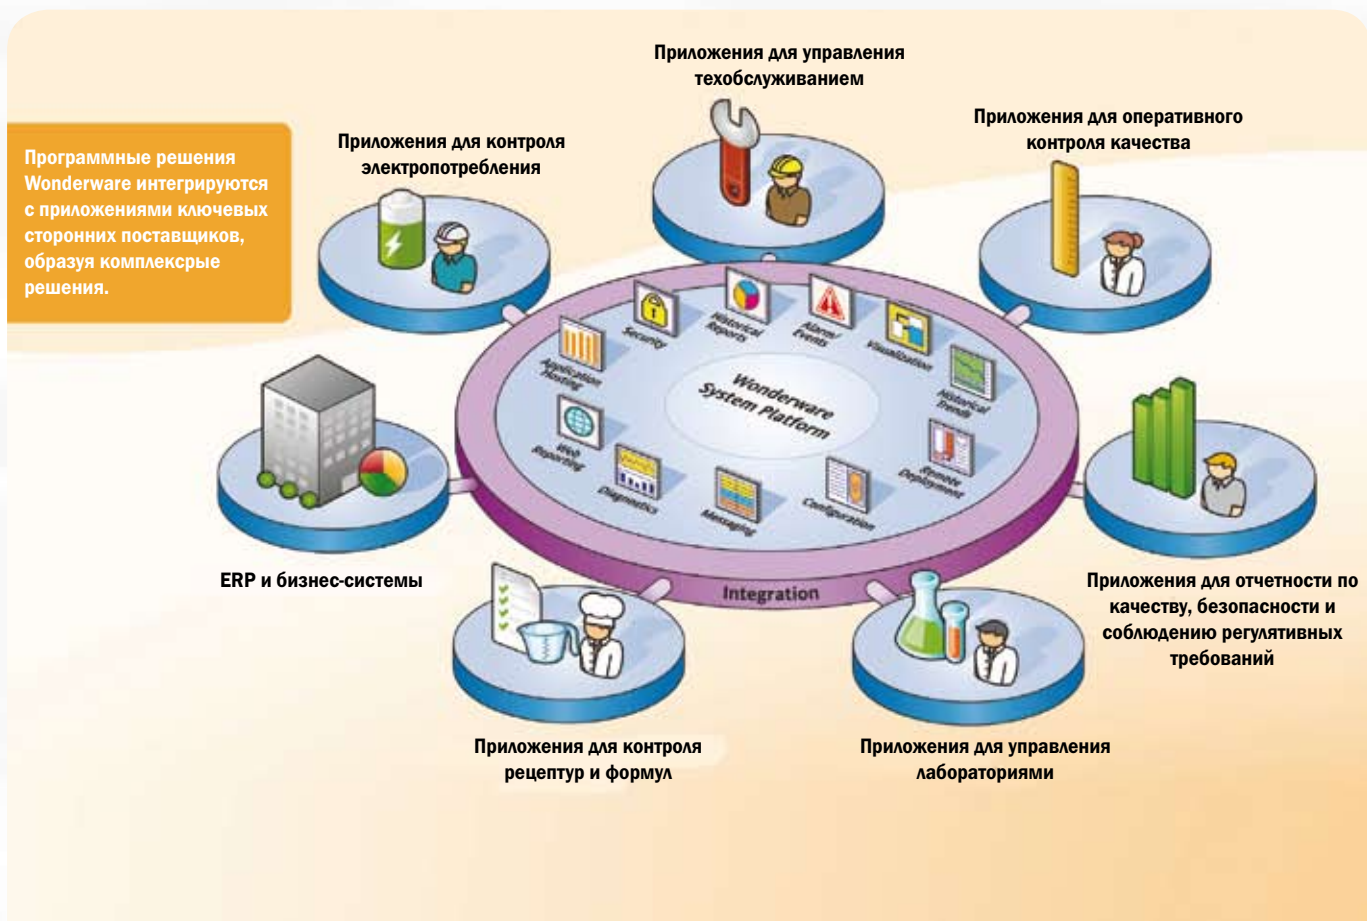 Приложения для управления
техобслуживанием
Приложения для оперативного
контроля качества
Приложения для контроля
электропотребления
Программные решения
Wonderware интегрируются
с приложениями ключевых
сторонних поставщиков,
образуя комплексрые
решения.
Security
Historical
Reports
Alarm/
Events
Visualization
Historical
Trends
Application
Hosting
Wonderware
System Platform
Web
Reporting
Diagnostics
Messaging
Configuration
Remote
Deployment
Integration
ERP и бизнес-системы
Приложения для отчетности по
качеству, безопасности и
соблюдению регулятивных
требований
Приложения для контроля
рецептур и формул
Приложения для управления
лабораториями